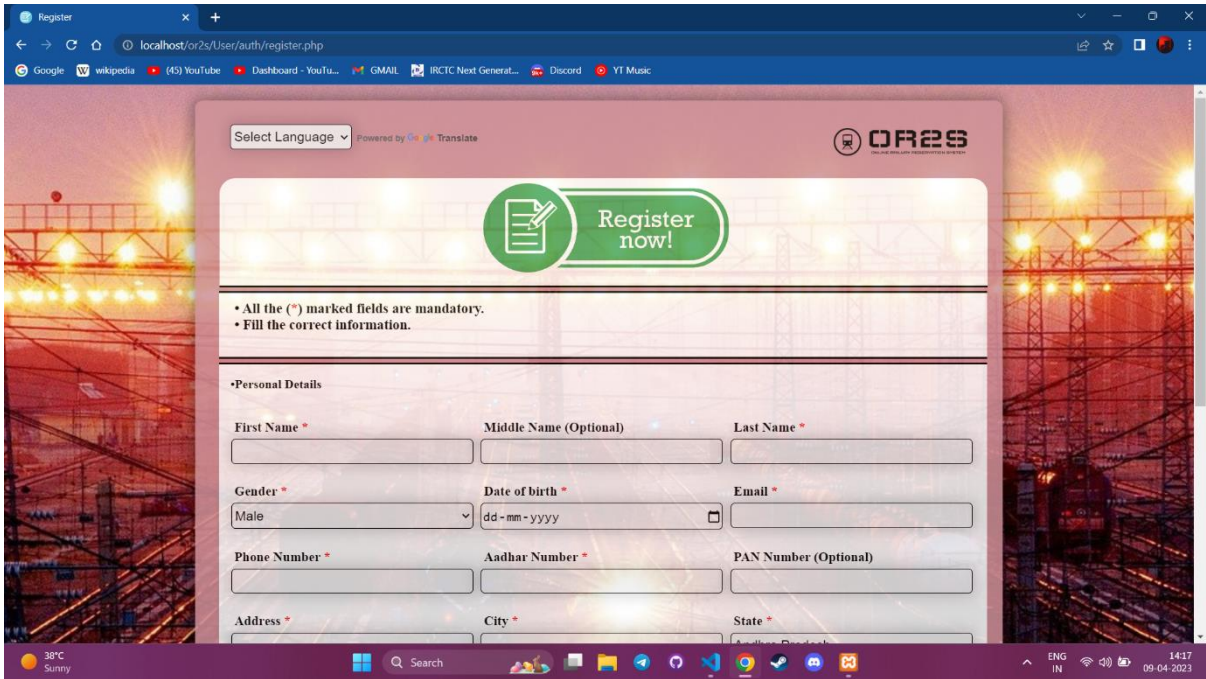 Register
localhost/or2s/User/auth/register.php
Google wikipedia (45) YouTube Dashboard - YouTu... GMAIL IRCTC Next Generat... Discord YT Music
Select Language Powered by Google Translate
OR2S
Register
now!
• All the (*) marked fields are mandatory.
• Fill the correct information.
•Personal Details
First Name * Middle Name (Optional) Last Name *
Gender * Date of birth * Email *
Male dd-mm-yyyy
Phone Number * Aadhar Number * PAN Number (Optional)
Address * City * State *
Andhra Pradesh
38°C
Sunny
Search
ENG
IN
14:17
09-04-2023